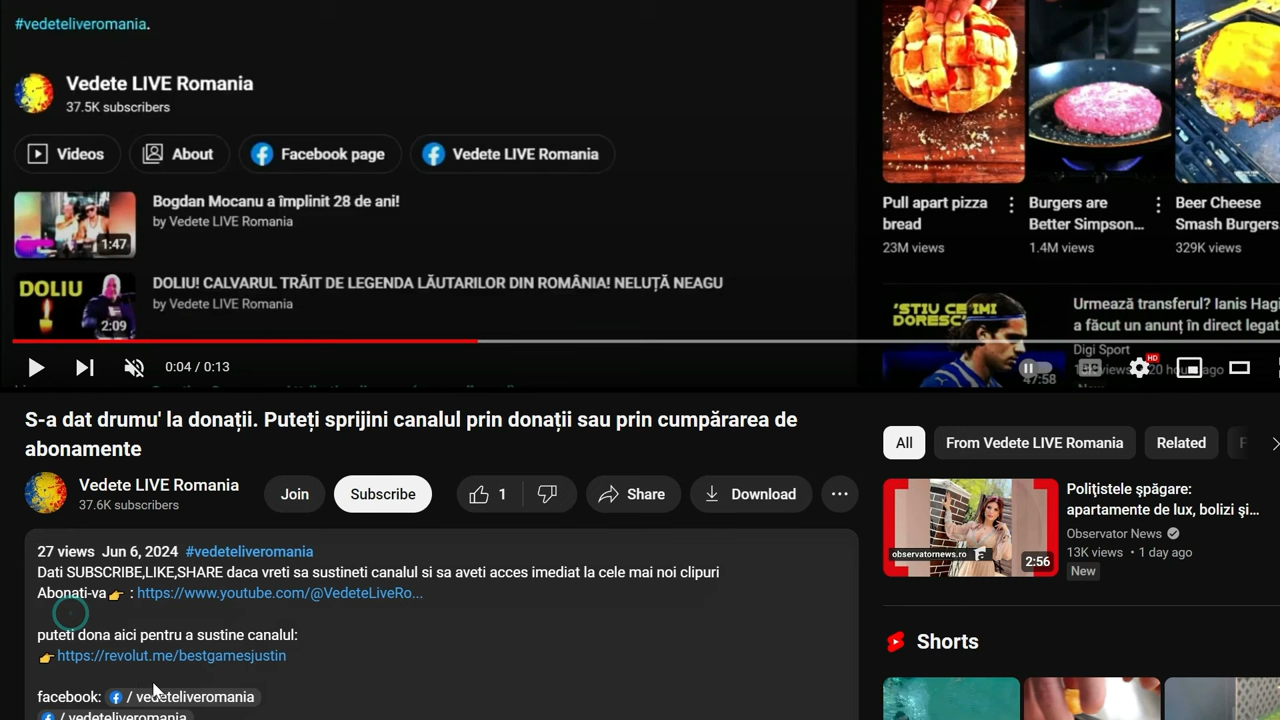 #vedeteliveromania.
Vedete LIVE Romania
37.5K subscribers
Videos
About
Facebook page
Vedete LIVE Romania
Bogdan Mocanu a împlinit 28 de ani!
by Vedete LIVE Romania
1:47
DOLIU! CALVARUL TRĂIT DE LEGENDA LĂUTARILOR DIN ROMÂNIA! NELUȚĂ NEAGU
by Vedete LIVE Romania
DOLIU
2:09
Pull apart pizza
bread
23M views
Burgers are
Better Simpson...
1.4M views
Beer Cheese
Smash Burgers
329K views
'STIU CE IMI
DORESC'
47:58
Urmează transferul? Ianis Hagi
a făcut un anunț în direct legat
Digi Sport
0:04 / 0:13
HD
S-a dat drumu' la donații. Puteți sprijini canalul prin donații sau prin cumpărarea de
abonamente
Vedete LIVE Romania
37.6K subscribers
Join
Subscribe
1
Share
Download
27 views Jun 6, 2024 #vedeteliveromania
Dati SUBSCRIBE,LIKE,SHARE daca vreti sa sustineti canalul si sa aveti acces imediat la cele mai noi clipuri
Abonati-va👉 : https://www.youtube.com/@VedeteLiveRo...
puteti dona aici pentru a sustine canalul:
👉 https://revolut.me/bestgamesjustin
facebook: / vedeteliveromania
/ vedeteliveromania
All
From Vedete LIVE Romania
Related
Polițistele șpăgare:
apartamente de lux, bolizi și...
Observator News
13K views • 1 day ago
New
observatornews.ro
2:56
Shorts